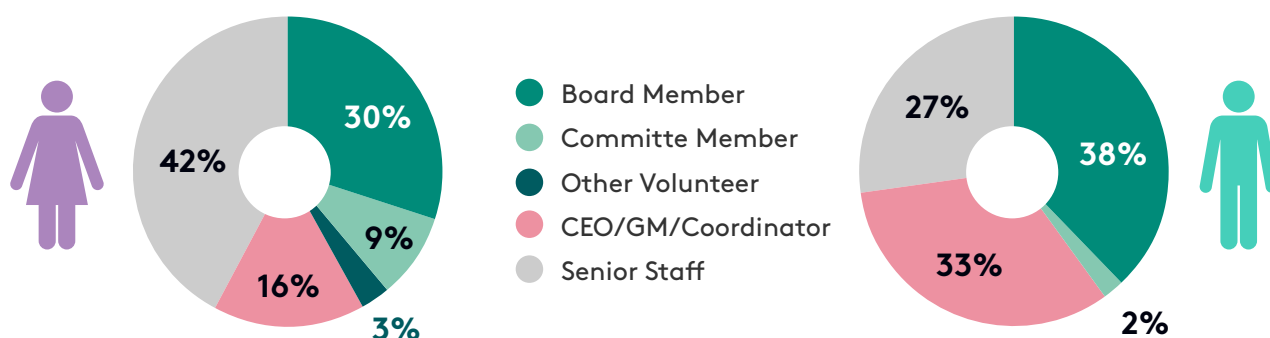 30%
42%
9%
16%
3%
Board Member
Committe Member
Other Volunteer
CEO/GM/Coordinator
Senior Staff
27%
38%
33%
2%